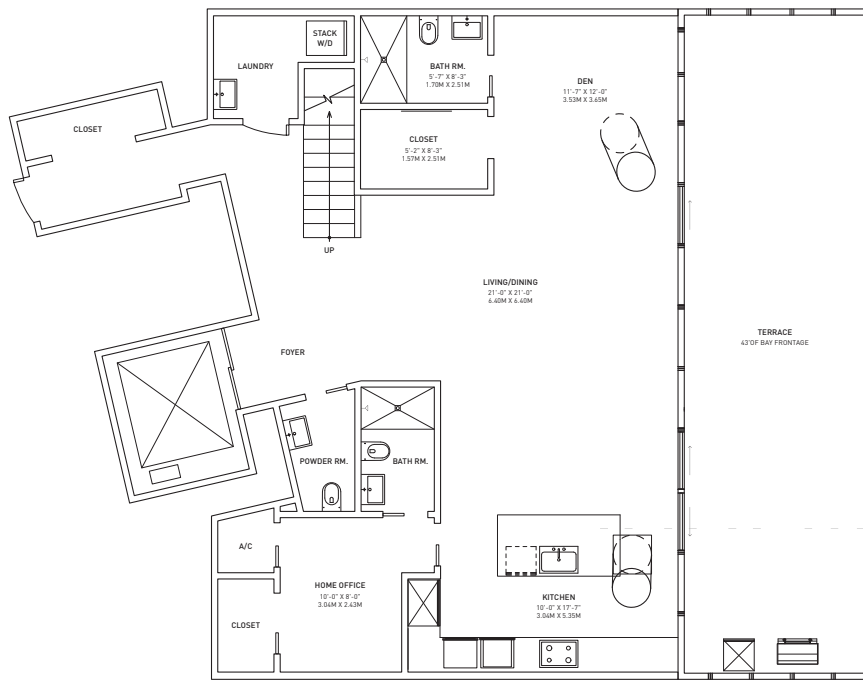 STACK
W/D
LAUNDRY
BATH RM.
5'-7" X 8'-3"
1.70M X 2.51M
DEN
11'-7" X 12'-0"
3.53M X 3.65M
CLOSET
CLOSET
5'-2" X 8'-3"
1.57M X 2.51M
UP
LIVING/DINING
21'-0" X 21'-0"
6.40M X 6.40M
TERRACE
43'OF BAY FRONTAGE
FOYER
POWDER RM.
BATH RM.
A/C
HOME OFFICE
10'-0" X 8'-0"
3.04M X 2.43M
KITCHEN
10'-0" X 17'-7"
3.04M X 5.35M
CLOSET